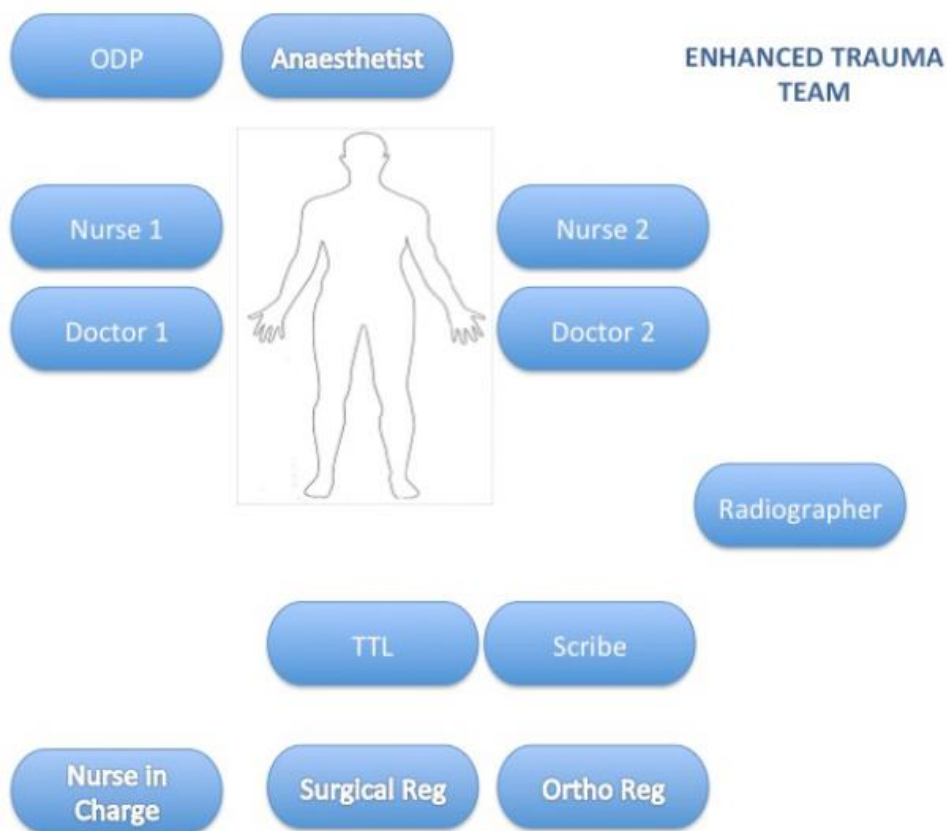 ODP
Anaesthetist
ENHANCED TRAUMA
TEAM
Nurse 1
Nurse 2
Doctor 1
Doctor 2
Radiographer
TTL
Scribe
Nurse in
Charge
Surgical Reg
Ortho Reg